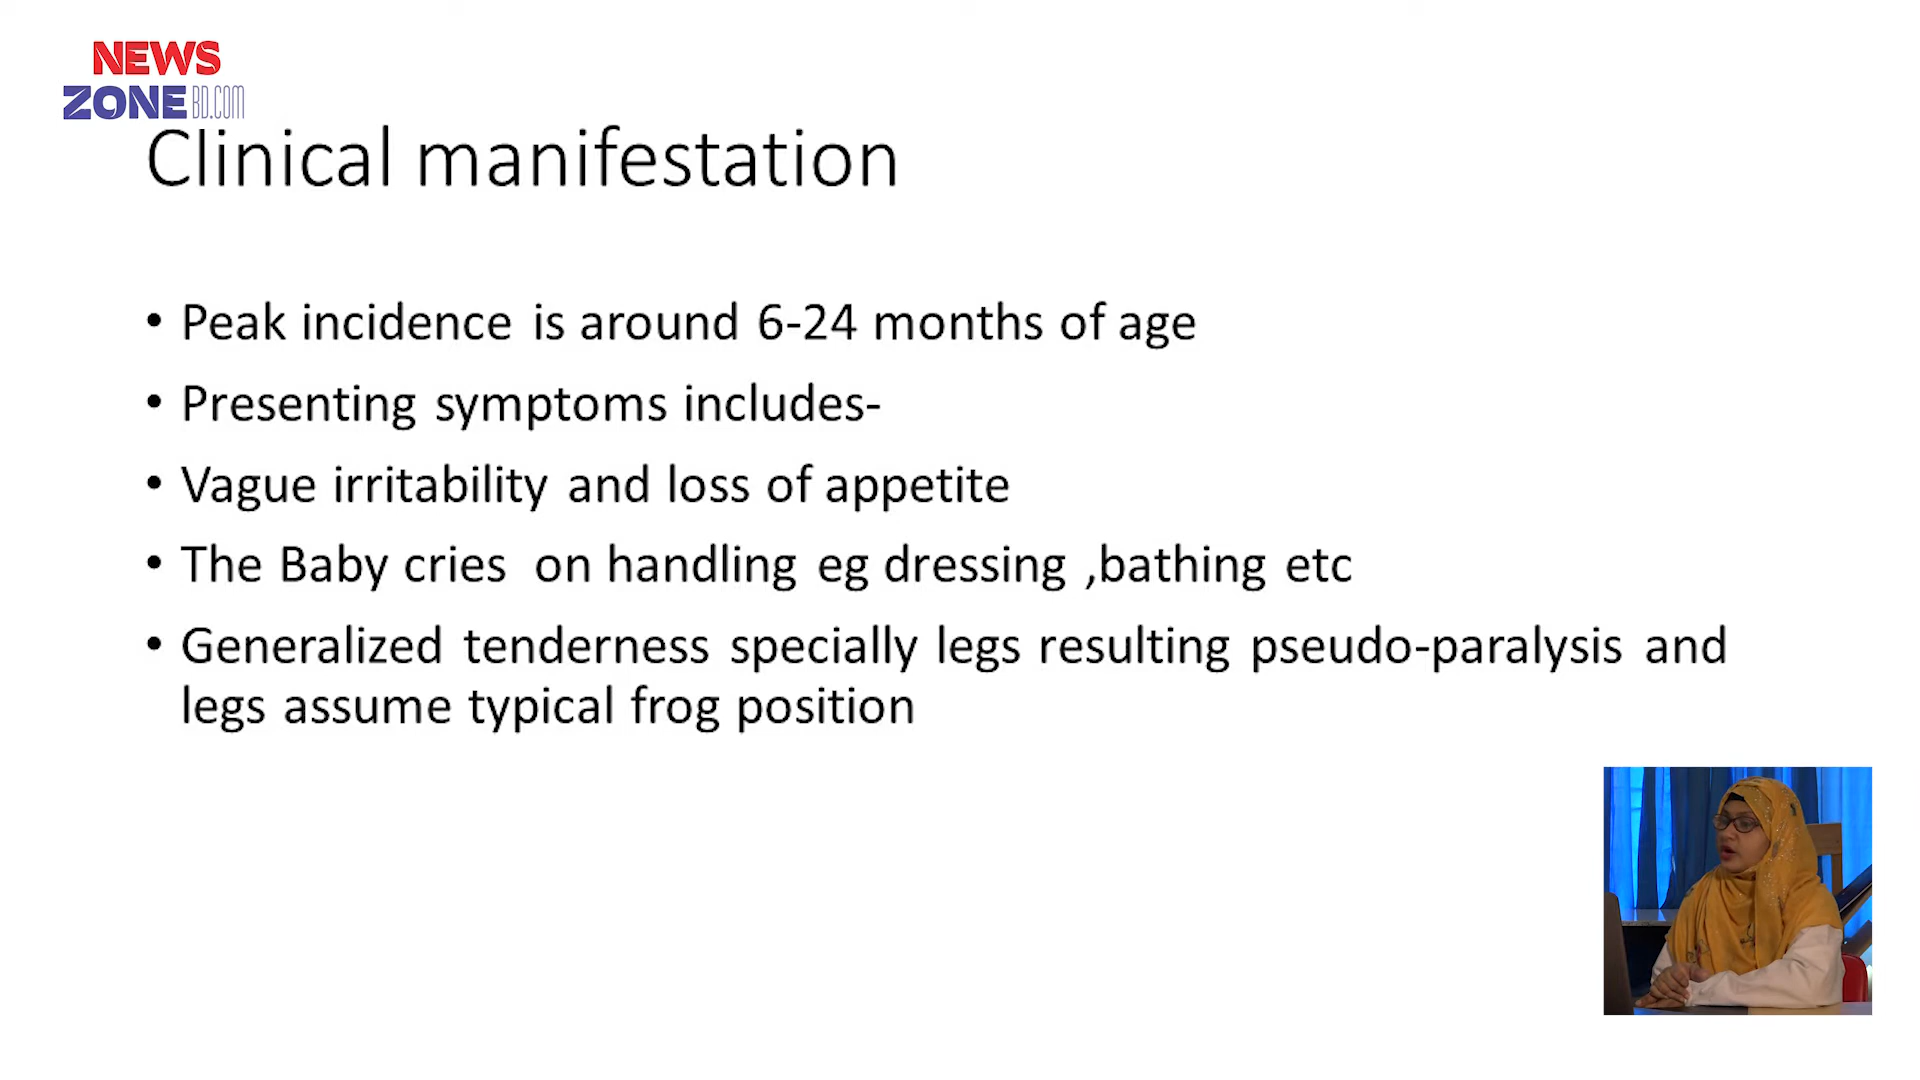 NEWS
ZONE BD.COM
Clinical manifestation
• Peak incidence is around 6-24 months of age
• Presenting symptoms includes-
• Vague irritability and loss of appetite
• The Baby cries on handling eg dressing ,bathing etc
• Generalized tenderness specially legs resulting pseudo-paralysis and
legs assume typical frog position